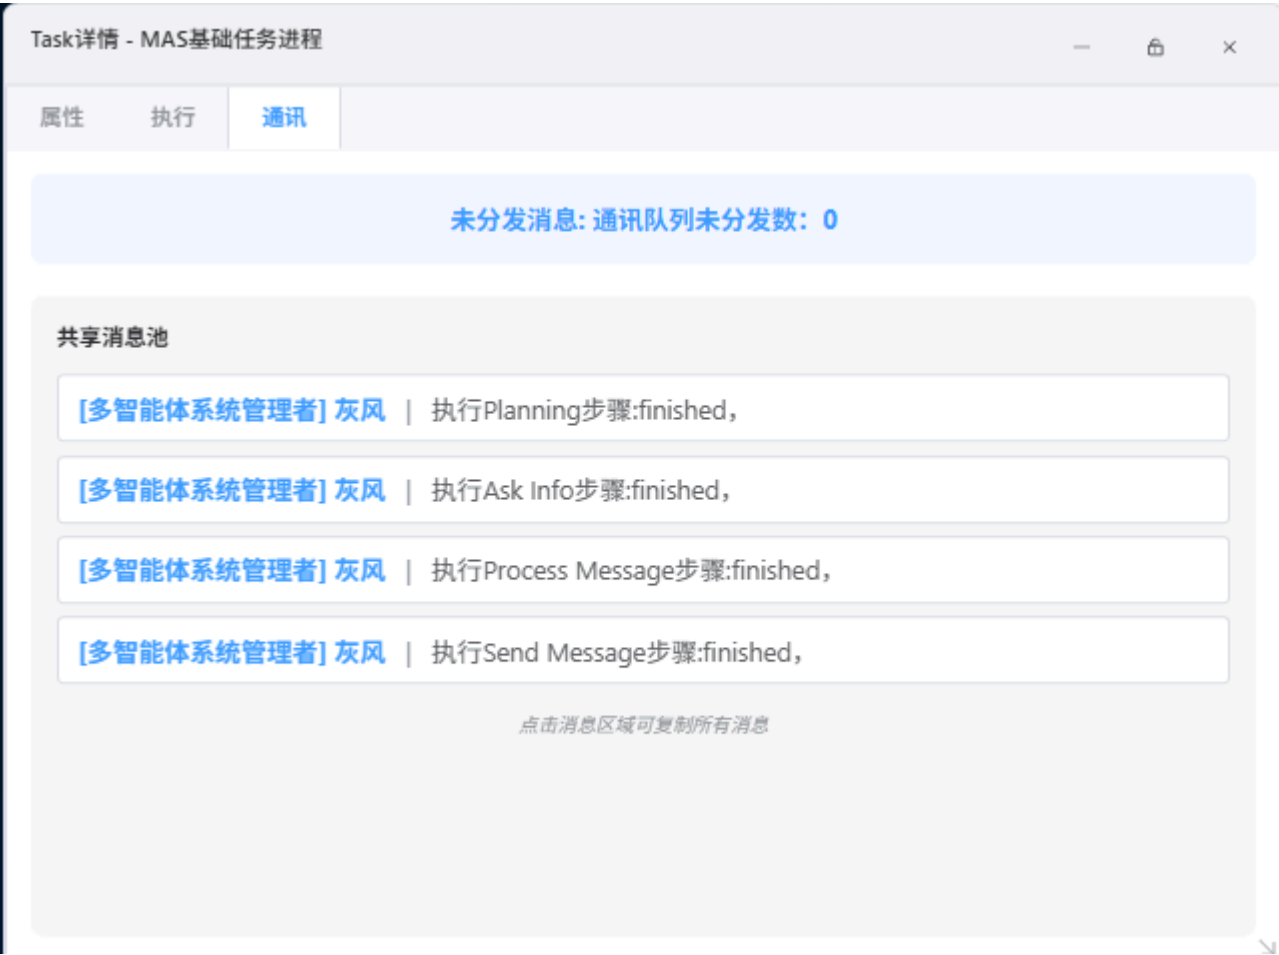 Task详情 - MAS基础任务进程
属性 执行 通讯
未分发消息: 通讯队列未分发数：0
共享消息池
[多智能体系统管理者] 灰风 | 执行Planning步骤:finished，
[多智能体系统管理者] 灰风 | 执行Ask Info步骤:finished，
[多智能体系统管理者] 灰风 | 执行Process Message步骤:finished，
[多智能体系统管理者] 灰风 | 执行Send Message步骤:finished，
点击消息区域可复制所有消息